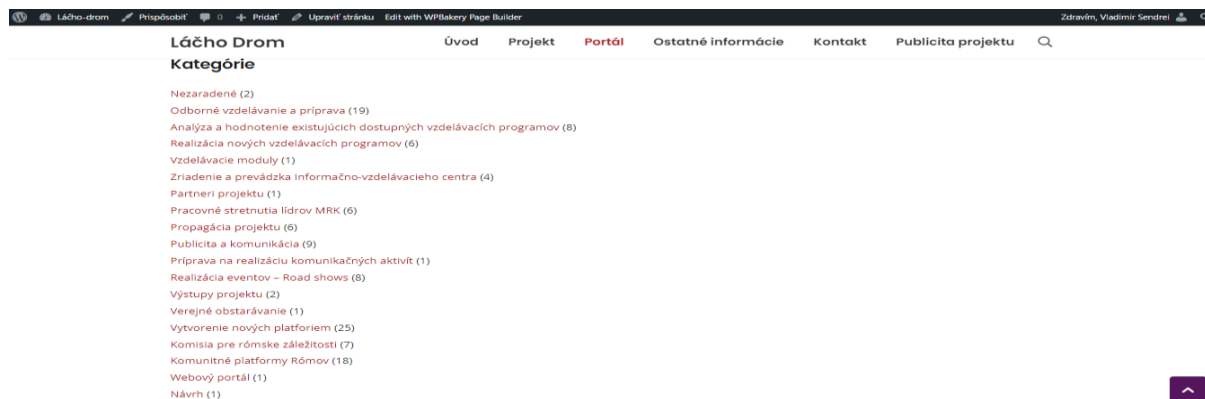 Láčho-drom Prispôsobiť 0 Pridať Upraviť stránku Edit with WPBakery Page Builder Zdravím, Vladimir Sendrei
Láčho Drom Úvod Projekt Portál Ostatné informácie Kontakt Publicita projektu
Kategórie
Nezaradené (2)
Odborné vzdelávanie a príprava (19)
Analýza a hodnotenie existujúcich dostupných vzdelávacích programov (8)
Realizácia nových vzdelávacích programov (6)
Vzdelávacie moduly (1)
Zriadenie a prevádzka Informačno-vzdelávacieho centra (4)
Partneri projektu (1)
Pracovné stretnutia lídrov MRK (6)
Propagácia projektu (6)
Publicita a komunikácia (9)
Príprava na realizáciu komunikačných aktivít (1)
Realizácia eventov – Road shows (8)
Výstupy projektu (2)
Verejné obstarávanie (1)
Vytvorenie nových platforiem (25)
Komisia pre rómske záležitosti (7)
Komunitné platformy Rómov (18)
Webový portál (1)
Návrh (1)